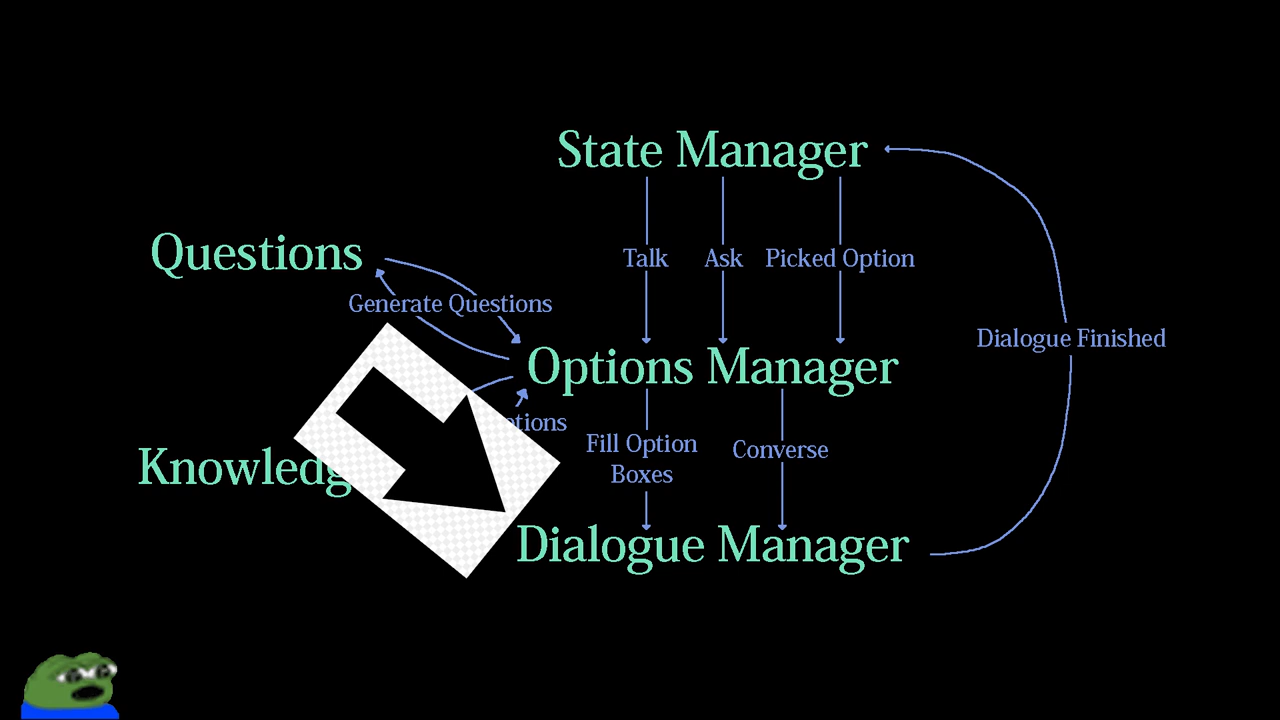 State Manager
Questions
Talk
Ask
Picked Option
Generate Questions
Dialogue Finished
Options Manager
Fill Option
Boxes
Converse
Dialogue Manager